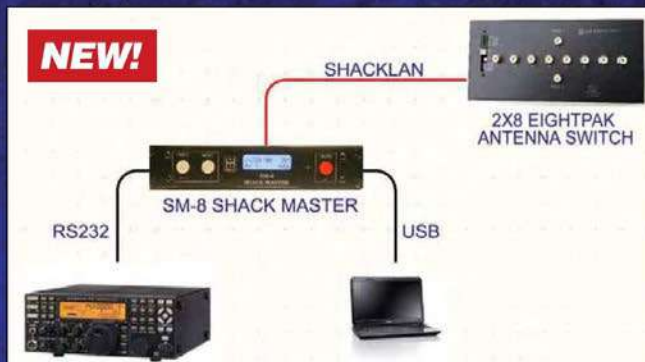 NEW!
SHACKLAN
2X8 EIGHTPAK
ANTENNA SWITCH
SM-8 SHACK MASTER
RS232
USB